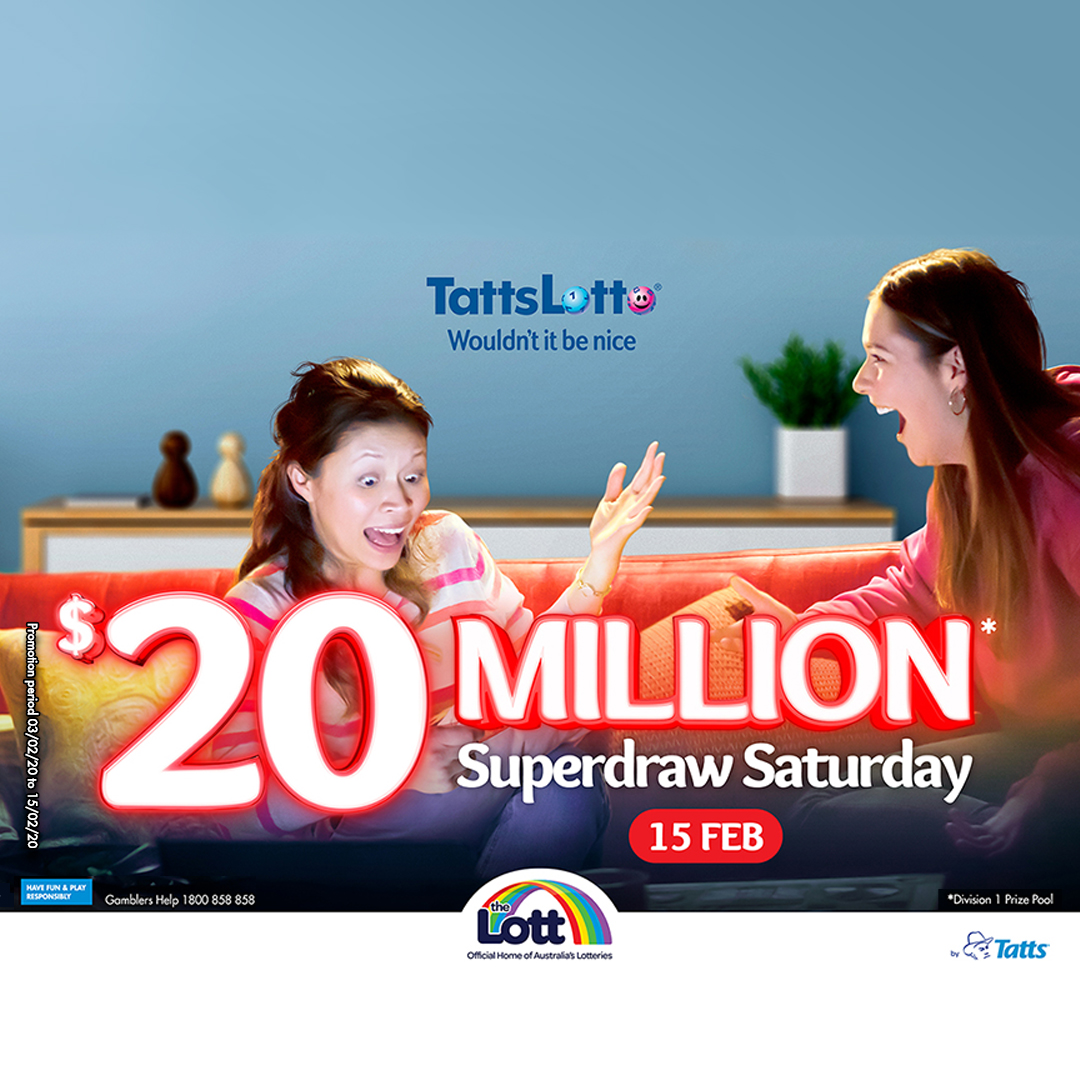 TattsLotto®
Wouldn't it be nice
$20 MILLION*
Superdraw Saturday
15 FEB
Promotion period 03/02/20 to 15/02/20
HAVE FUN & PLAY
RESPONSIBLY
Gamblers Help 1800 858 858
*Division 1 Prize Pool
the
Lott
Official Home of Australia's Lotteries
by Tatts